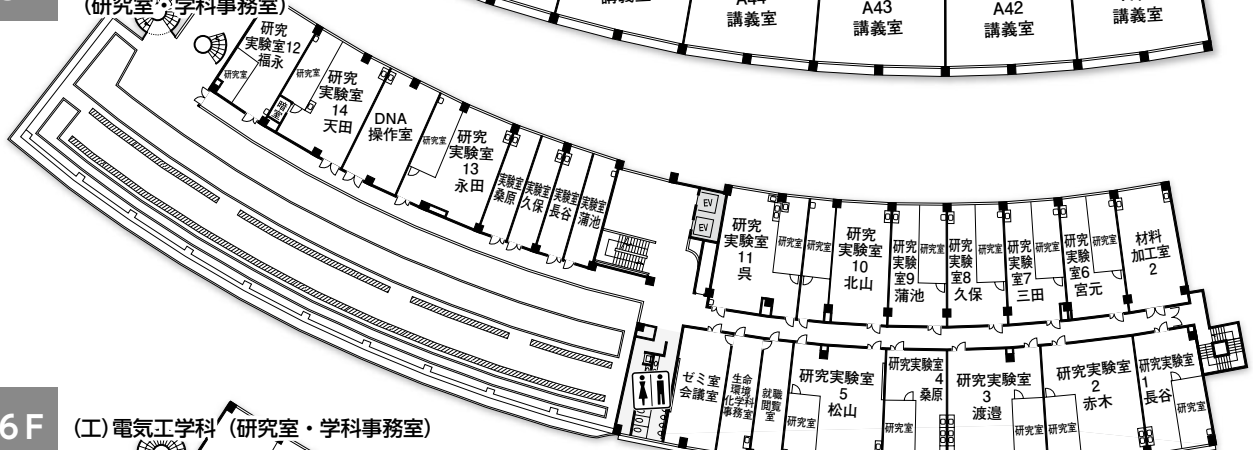 (研究室・学科事務室)
A44
講義室
A43
講義室
A42
講義室
講義室
講義室
研究
実験室12
福永
研究室
研究室
暗室
研究
実験室
14
天田
DNA
操作室
研究室
研究
実験室
13
永田
実験室
桑原
実験室
久保
実験室
長谷
実験室
蒲池
EV
EV
研究
実験室
11
呉
研究室
研究室
研究
実験室
10
北山
研究
実験
室9
蒲池
研究室
研究
実験
室8
久保
研究室
研究
実験
室7
三田
研究室
研究
実験
室6
宮元
研究室
材料
加工室
2
ゼミ室
会議室
生命
環境
化学科
事務室
就職
閲覧
室
研究実験室
5
松山
研究室
研究実験室
4
桑原
研究室
研究実験室
3
渡邉
研究室
研究室
研究実験室
2
赤木
研究実験室
1
長谷
研究室
6F
(工)電気工学科(研究室・学科事務室)